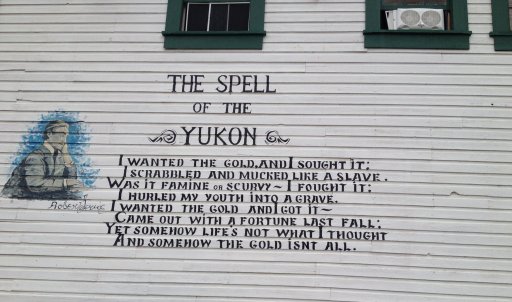 THE SPELL
OF THE
YUKON
I WANTED THE GOLD, AND I SOUGHT IT;
I SCRABBLED AND MUCKED LIKE A SLAVE.
WAS IT FAMINE OR SCURVY~ I FOUGHT IT;
I HURLED MY YOUTH INTO A GRAVE.
I WANTED THE GOLD AND I GOT IT~
CAME OUT WITH A FORTUNE LAST FALL;
YET SOMEHOW LIFE'S NOT WHAT I THOUGHT
AND SOMEHOW THE GOLD ISNT ALL.